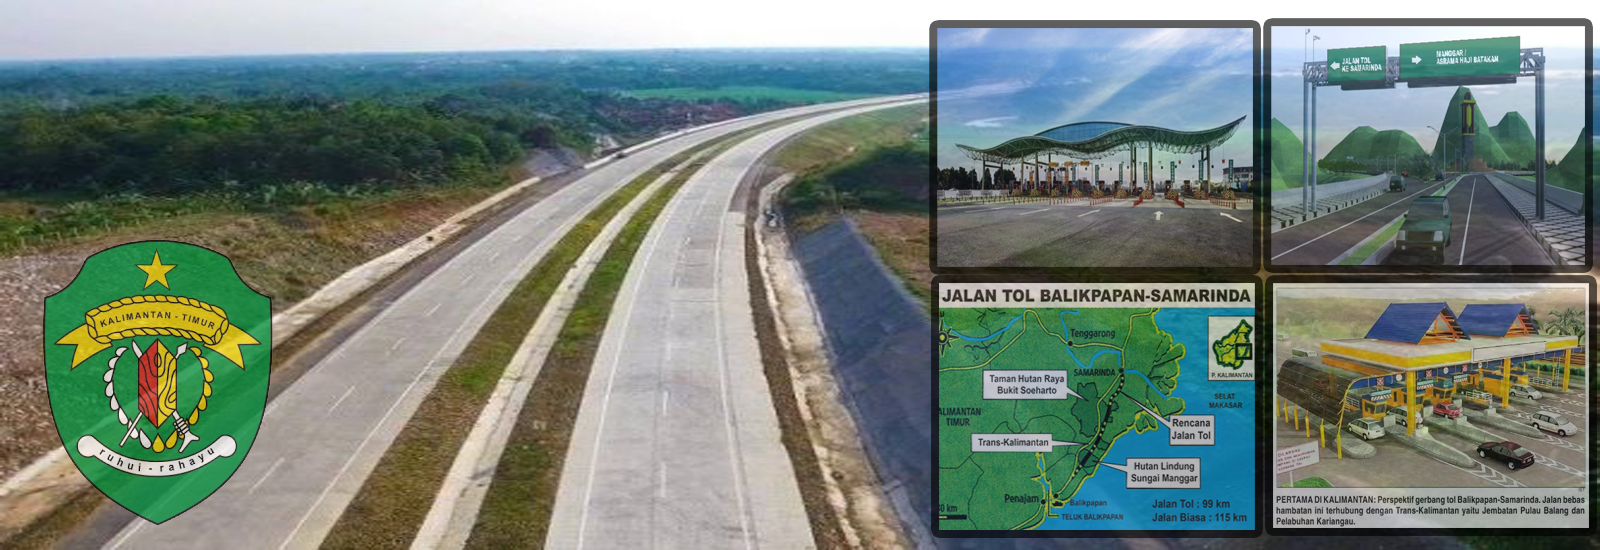 KALIMANTAN - TIMUR
ruhui - rahayu
JALAN TOL
KE SAMARINDA
MANGGAR /
ASRAMA HAJI BATAKAN
JALAN TOL BALIKPAPAN-SAMARINDA
Tenggarong
SAMARINDA
P. KALIMANTAN
Taman Hutan Raya
Bukit Soeharto
SELAT
MAKASAR
ALIMANTAN
TIMUR
Rencana
Jalan Tol
Trans-Kalimantan
Hutan Lindung
Sungai Manggar
Penajam
Balikpapan
TELUK BALIKPAPAN
0 km
Jalan Tol : 99 km
Jalan Biasa : 115 km
PERTAMA DI KALIMANTAN: Perspektif gerbang tol Balikpapan-Samarinda. Jalan bebas
hambatan ini terhubung dengan Trans-Kalimantan yaitu Jembatan Pulau Balang dan
Pelabuhan Kariangau.